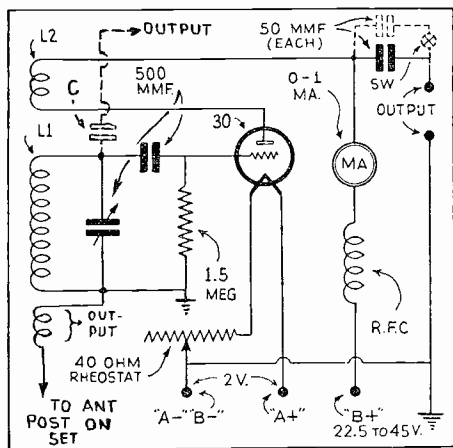 L2
OUTPUT
50 MMF
(EACH)
500
MMF.
C
SW
0-1
MA.
OUTPUT
L1
30
MA
1.5
MEG
R.F.C
OUT-
PUT
40 OHM
RHEOSTAT
2 V.
TO ANT
POST ON
SET
"A-" "B-"
"A+"
"B+"
22.5 TO 45 V.